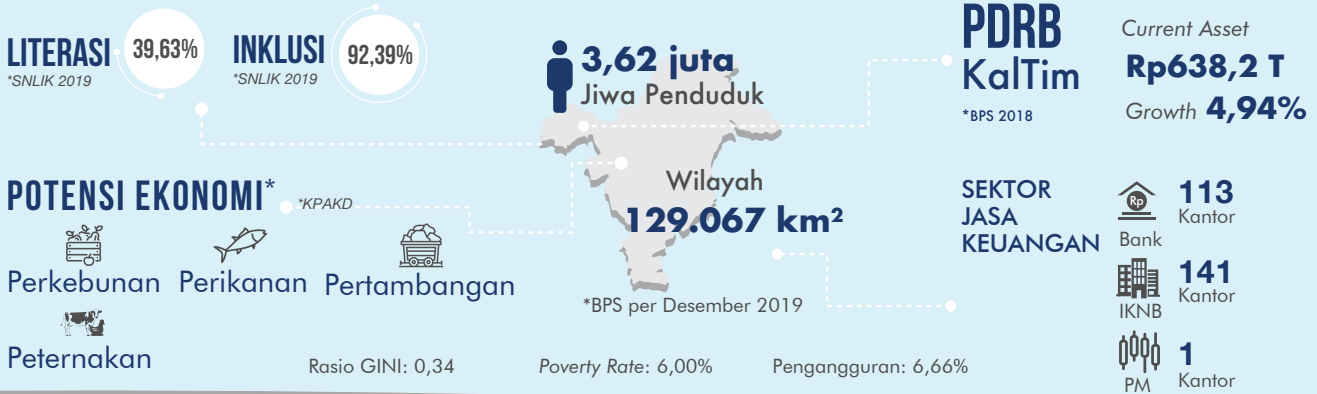 LITERASI
*SNLIK 2019
39,63%
INKLUSI
*SNLIK 2019
92,39%
3,62 juta
Jiwa Penduduk
PDRB
KalTim
*BPS 2018
Current Asset
Rp638,2 T
Growth 4,94%
POTENSI EKONOMI*
*KPAKD
Perkebunan
Perikanan
Pertambangan
Peternakan
Wilayah
129.067 km²
*BPS per Desember 2019
SEKTOR
JASA
KEUANGAN
Rp
Bank
113
Kantor
IKNB
141
Kantor
PM
1
Kantor
Rasio GINI: 0,34
Poverty Rate: 6,00%
Pengangguran: 6,66%